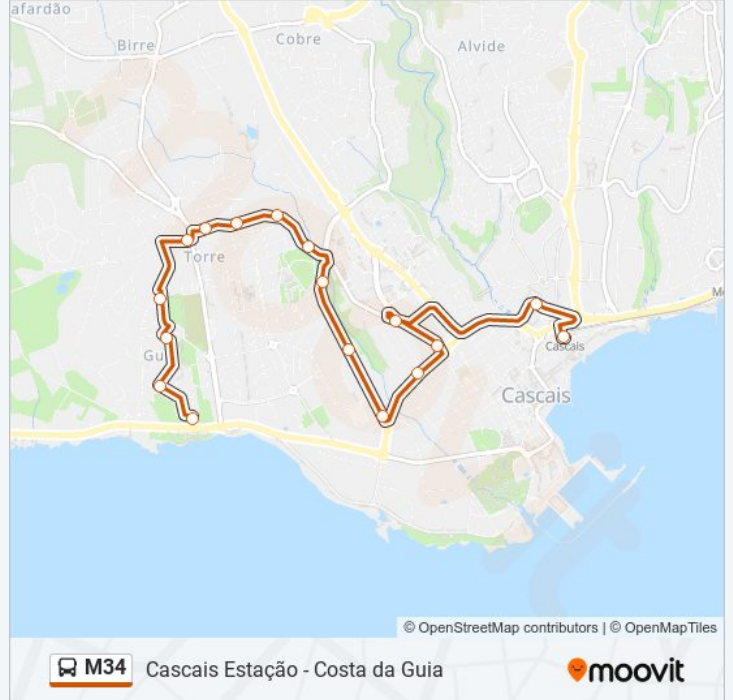 afardão
Birre
Cobre
Alvide
Torre
Gu
M
Cascais
Cascais
© OpenStreetMap contributors | © OpenMapTiles
M34 Cascais Estação - Costa da Guia moovit